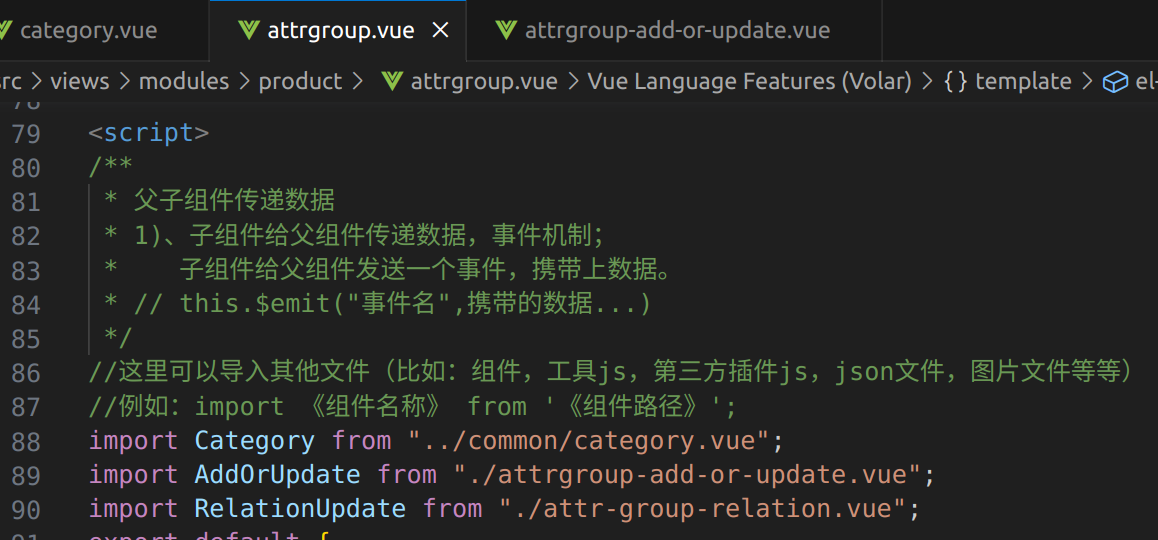 category.vue attrgroup.vue attrgroup-add-or-update.vue
src > views > modules > product > attrgroup.vue > Vue Language Features (Volar) > {} template > el-
78
79 <script>
80 /**
81 * 父子组件传递数据
82 * 1)、子组件给父组件传递数据，事件机制；
83 * 子组件给父组件发送一个事件，携带上数据。
84 * // this.$emit("事件名",携带的数据...)
85 */
86 //这里可以导入其他文件（比如：组件，工具js，第三方插件js，json文件，图片文件等等）
87 //例如：import 《组件名称》 from '《组件路径》';
88 import Category from "../common/category.vue";
89 import AddOrUpdate from "./attrgroup-add-or-update.vue";
90 import RelationUpdate from "./attr-group-relation.vue";
91 export default {